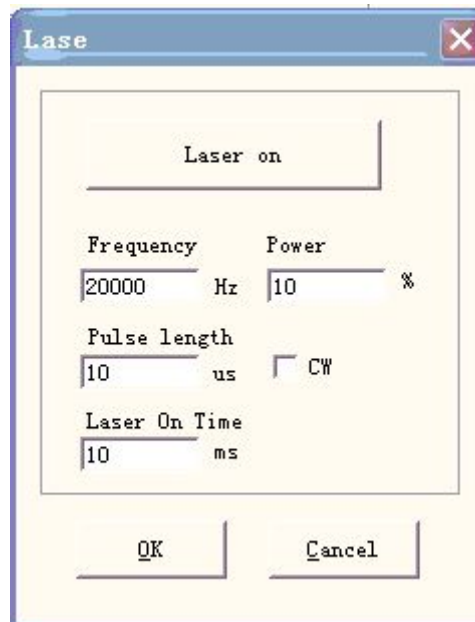 Lase
Laser on
Frequency Power
20000 Hz 10 %
Pulse length
10 us CW
Laser On Time
10 ms
OK Cancel